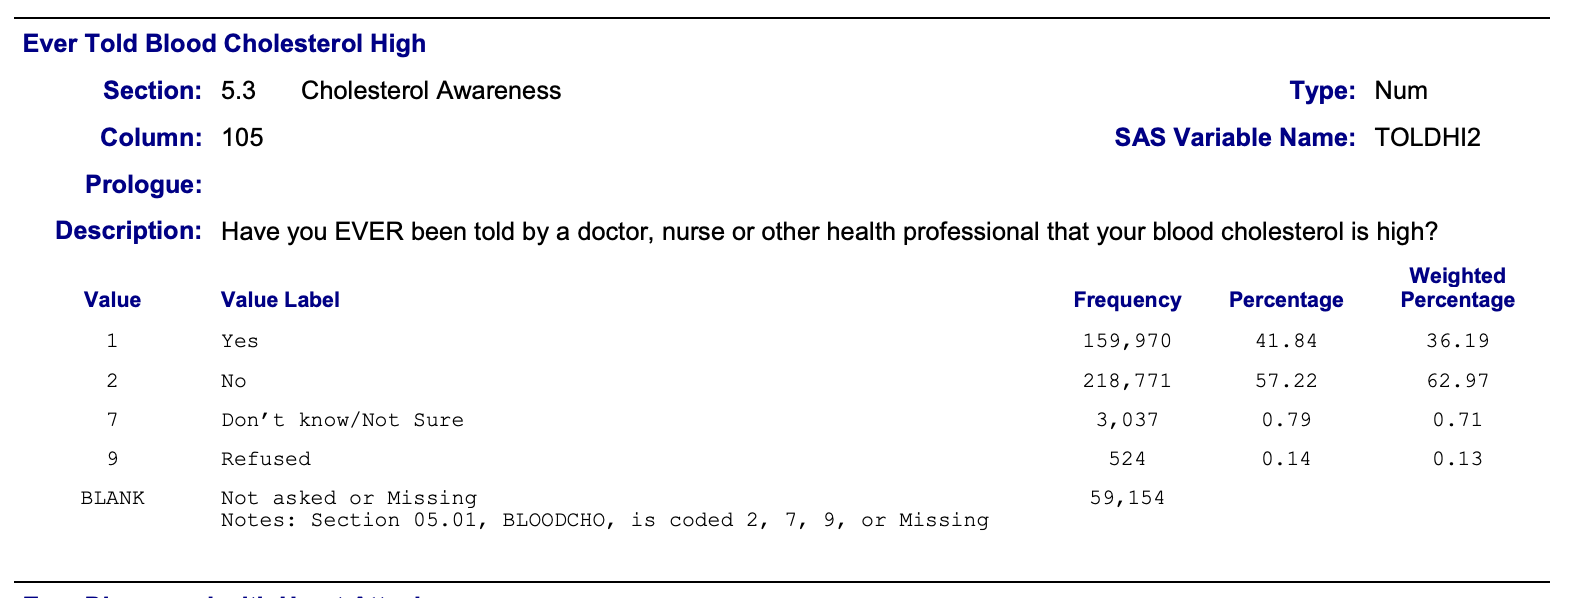 Ever Told Blood Cholesterol High
Section: 5.3 Cholesterol Awareness Type: Num
Column: 105 SAS Variable Name: TOLDHI2
Prologue:
Description: Have you EVER been told by a doctor, nurse or other health professional that your blood cholesterol is high?
Value Value Label Frequency Percentage Weighted Percentage
1 Yes 159,970 41.84 36.19
2 No 218,771 57.22 62.97
7 Don’t know/Not Sure 3,037 0.79 0.71
9 Refused 524 0.14 0.13
BLANK Not asked or Missing 59,154
Notes: Section 05.01, BLOODCHO, is coded 2, 7, 9, or Missing